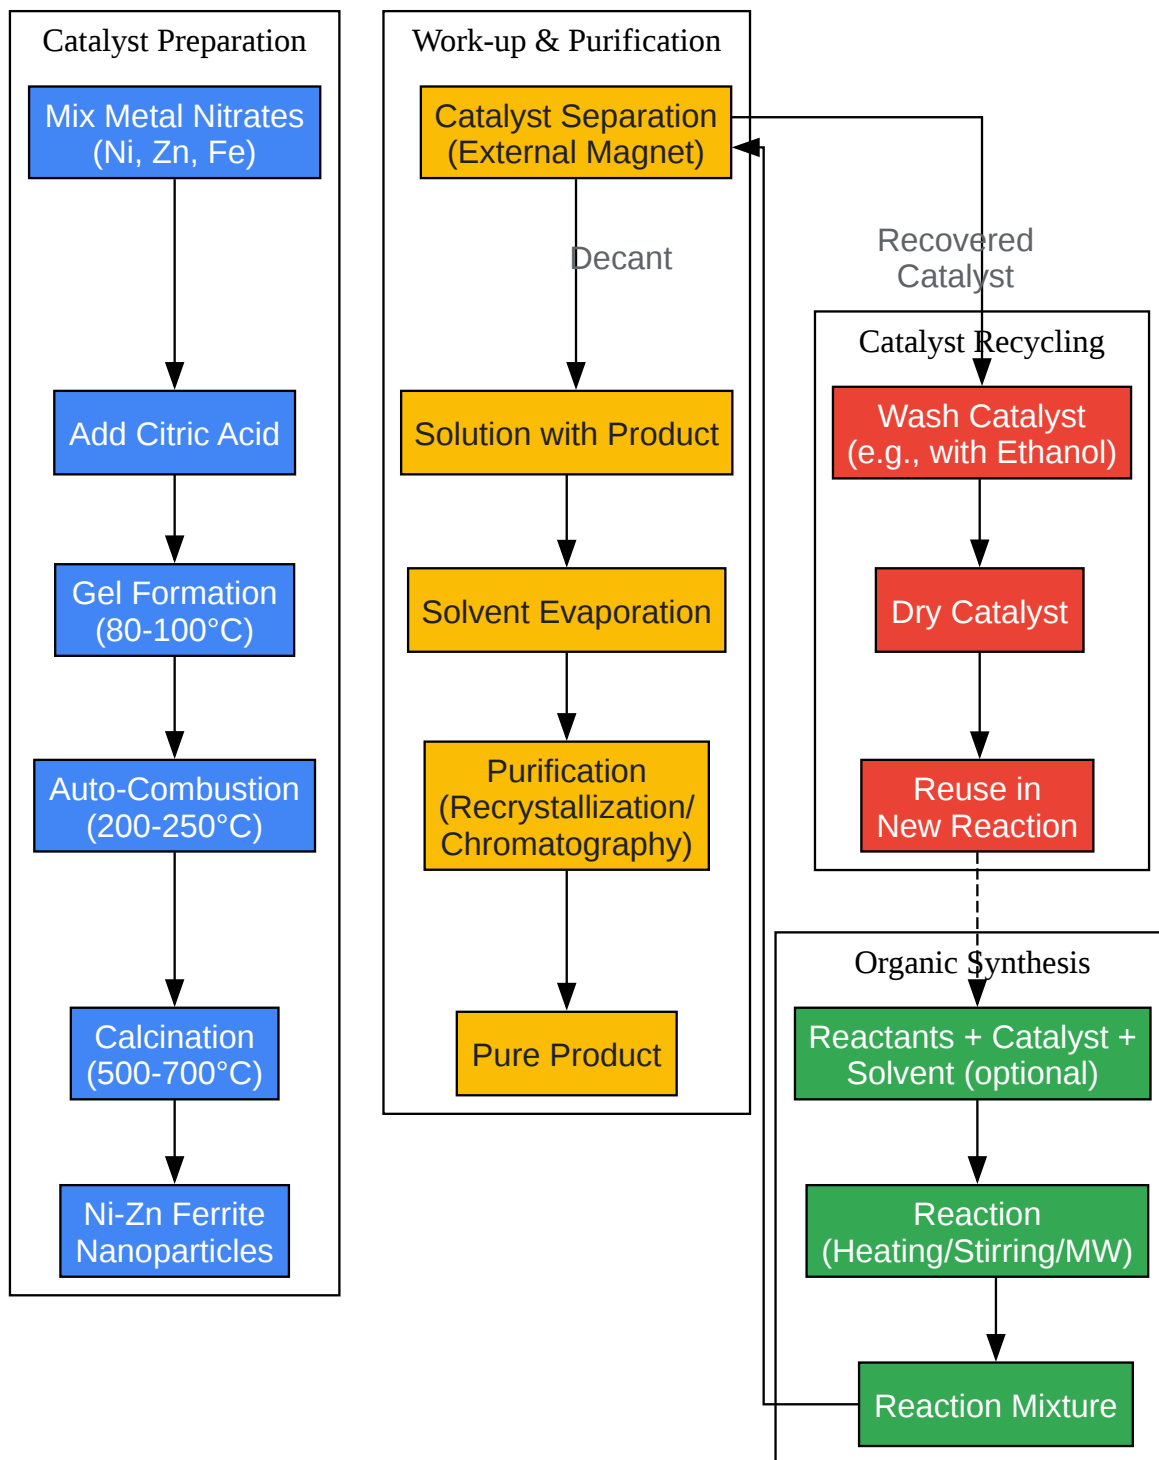 Catalyst Preparation
Mix Metal Nitrates
(Ni, Zn, Fe)
Add Citric Acid
Gel Formation
(80-100°C)
Auto-Combustion
(200-250°C)
Calcination
(500-700°C)
Ni-Zn Ferrite
Nanoparticles
Work-up & Purification
Catalyst Separation
(External Magnet)
Decant
Solution with Product
Solvent Evaporation
Purification
(Recrystallization/
Chromatography)
Pure Product
Recovered
Catalyst
Catalyst Recycling
Wash Catalyst
(e.g., with Ethanol)
Dry Catalyst
Reuse in
New Reaction
Organic Synthesis
Reactants + Catalyst +
Solvent (optional)
Reaction
(Heating/Stirring/MW)
Reaction Mixture